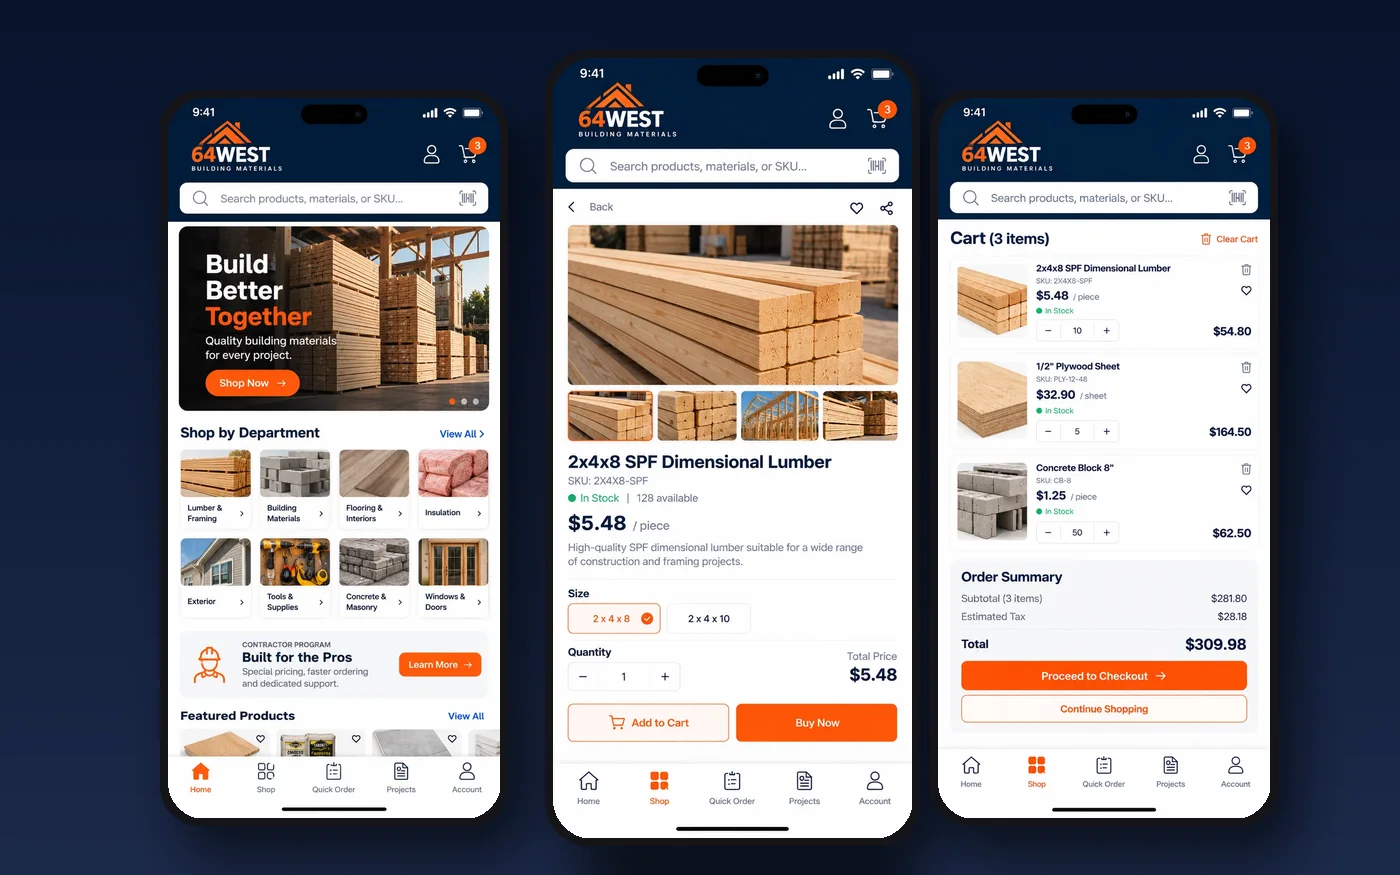 9:41
64WEST
BUILDING MATERIALS
3
Search products, materials, or SKU...
Build
Better
Together
Quality building materials
for every project.
Shop Now
Shop by Department
View All
Lumber &
Framing
Building
Materials
Flooring &
Interiors
Insulation
Exterior
Tools &
Supplies
Concrete &
Masonry
Windows &
Doors
CONTRACTOR PROGRAM
Built for the Pros
Special pricing, faster ordering
and dedicated support.
Learn More
Featured Products
View All
Home
Shop
Quick Order
Projects
Account
9:41
64WEST
BUILDING MATERIALS
3
Search products, materials, or SKU...
Back
2x4x8 SPF Dimensional Lumber
SKU: 2X4X8-SPF
In Stock | 128 available
$5.48 / piece
High-quality SPF dimensional lumber suitable for a wide range
of construction and framing projects.
Size
2 x 4 x 8
2 x 4 x 10
Quantity
Total Price
− 1 +
$5.48
Add to Cart
Buy Now
Home
Shop
Quick Order
Projects
Account
9:41
64WEST
BUILDING MATERIALS
3
Search products, materials, or SKU...
Cart (3 items)
Clear Cart
2x4x8 SPF Dimensional Lumber
SKU: 2X4X8-SPF
$5.48 / piece
In Stock
− 10 +
$54.80
1/2" Plywood Sheet
SKU: PLY-12-48
$32.90 / sheet
In Stock
− 5 +
$164.50
Concrete Block 8"
SKU: CB-8
$1.25 / piece
In Stock
− 50 +
$62.50
Order Summary
Subtotal (3 items)
$281.80
Estimated Tax
$28.18
Total
$309.98
Proceed to Checkout
Continue Shopping
Home
Shop
Quick Order
Projects
Account